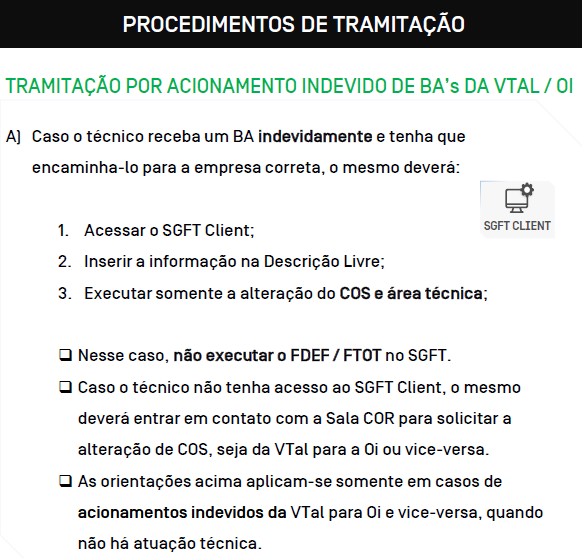 PROCEDIMENTOS DE TRAMITAÇÃO
TRAMITAÇÃO POR ACIONAMENTO INDEVIDO DE BA's DA VTAL / OI
A) Caso o técnico receba um BA indevidamente e tenha que
encaminha-lo para a empresa correta, o mesmo deverá:
SGFT CLIENT
1. Acessar o SGFT Client;
2. Inserir a informação na Descrição Livre;
3. Executar somente a alteração do COS e área técnica;
❑ Nesse caso, não executar o FDEF / FTOT no SGFT.
❑ Caso o técnico não tenha acesso ao SGFT Client, o mesmo
deverá entrar em contato com a Sala COR para solicitar a
alteração de COS, seja da VTal para a Oi ou vice-versa.
❑ As orientações acima aplicam-se somente em casos de
acionamentos indevidos da VTal para Oi e vice-versa, quando
não há atuação técnica.